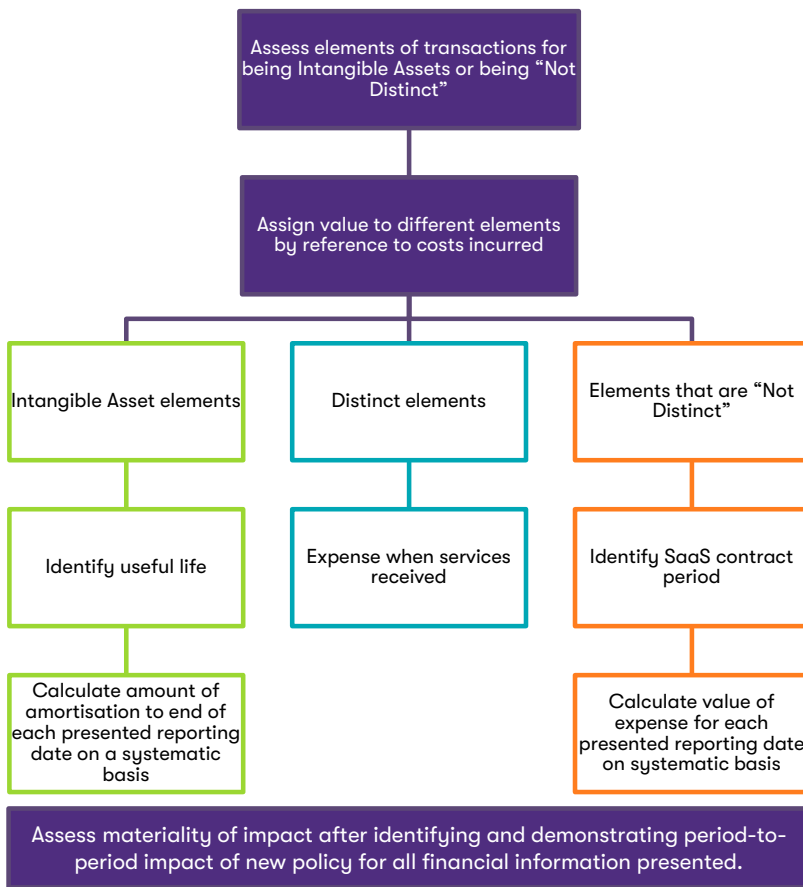 Assess elements of transactions for
being Intangible Assets or being “Not
Distinct”
Assign value to different elements
by reference to costs incurred
Intangible Asset elements
Distinct elements
Elements that are “Not
Distinct”
Identify useful life
Expense when services
received
Identify SaaS contract
period
Calculate amount of
amortisation to end of
each presented reporting
date on a systematic
basis
Calculate value of
expense for each
presented reporting date
on systematic basis
Assess materiality of impact after identifying and demonstrating period-to-
period impact of new policy for all financial information presented.